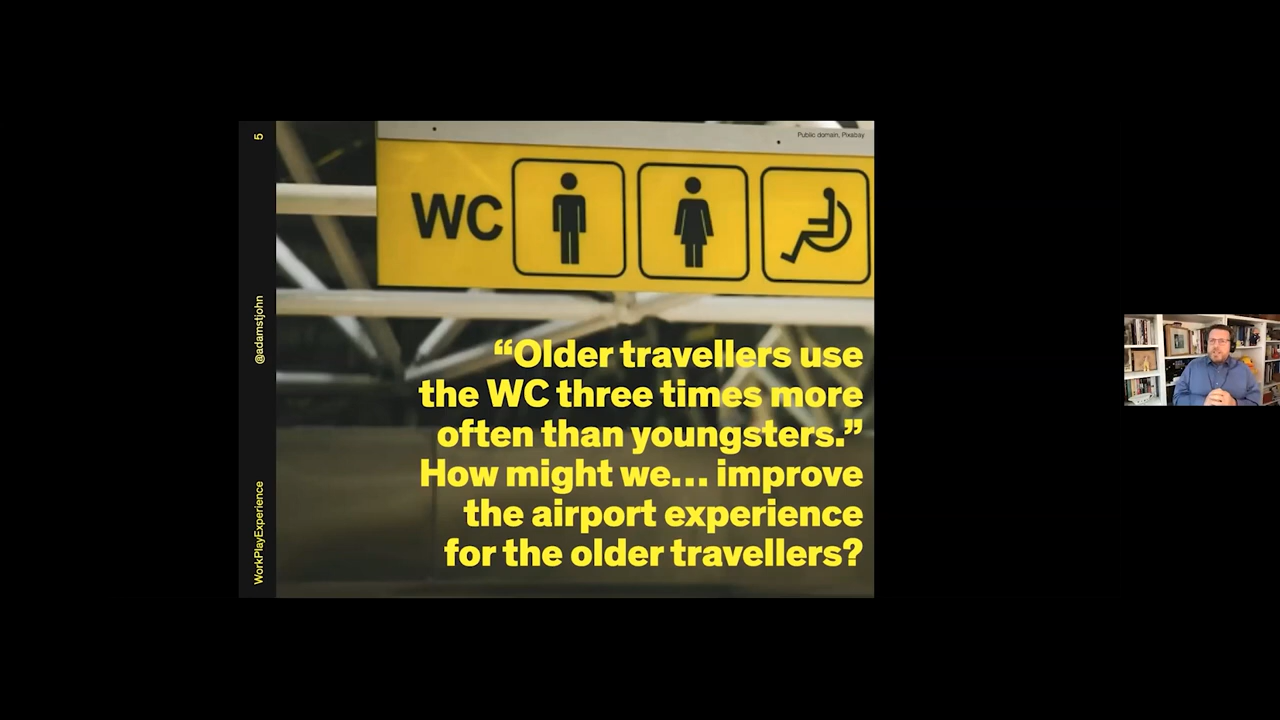 5
@adamstjohn
WorkPlayExperience
Public domain, Pixabay
WC
“Older travellers use
the WC three times more
often than youngsters.”
How might we... improve
the airport experience
for the older travellers?